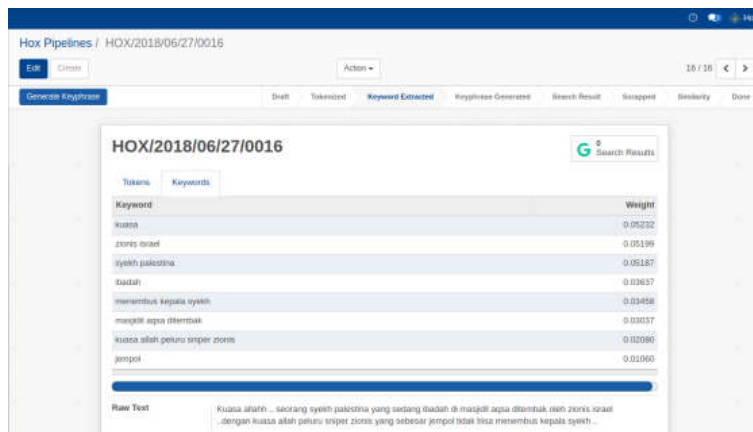 Hox Pipelines / HOX/2018/06/27/0016
Edit Create Action 16 / 16
Generate Keyphrase Draft Tokenized Keyword Extracted Keyphrase Generated Search Result Scrapped Similarity Done
HOX/2018/06/27/0016
G 0 Search Results
Tokens Keywords
Keyword Weight
kuasa 0.05232
zionis israel 0.05199
syekh palestina 0.05187
ibadah 0.03637
menembus kepala syekh 0.03458
masjidil aqsa ditembak 0.03037
kuasa allah peluru sniper zionis 0.02080
jempol 0.01060
Raw Text Kuasa allahh .. seorang syekh palestina yang sedang ibadah di masjidil aqsa ditembak oleh zionis israel
..dengan kuasa allah peluru sniper zionis yang sebesar jempol tidak bisa menembus kepala syekh ..